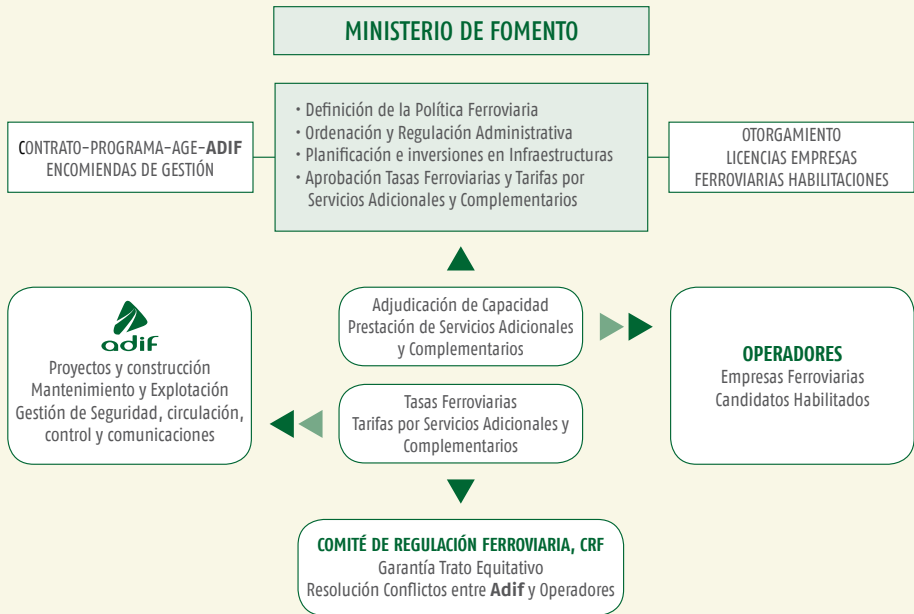 MINISTERIO DE FOMENTO
• Definición de la Política Ferroviaria
• Ordenación y Regulación Administrativa
• Planificación e inversiones en Infraestructuras
• Aprobación Tasas Ferroviarias y Tarifas por
Servicios Adicionales y Complementarios
CONTRATO-PROGRAMA-AGE-ADIF
ENCOMIENDAS DE GESTIÓN
OTORGAMIENTO
LICENCIAS EMPRESAS
FERROVIARIAS HABILITACIONES
adif
Proyectos y construcción
Mantenimiento y Explotación
Gestión de Seguridad, circulación,
control y comunicaciones
Adjudicación de Capacidad
Prestación de Servicios Adicionales
y Complementarios
Tasas Ferroviarias
Tarifas por Servicios Adicionales y
Complementarios
OPERADORES
Empresas Ferroviarias
Candidatos Habilitados
COMITÉ DE REGULACIÓN FERROVIARIA, CRF
Garantía Trato Equitativo
Resolución Conflictos entre Adif y Operadores